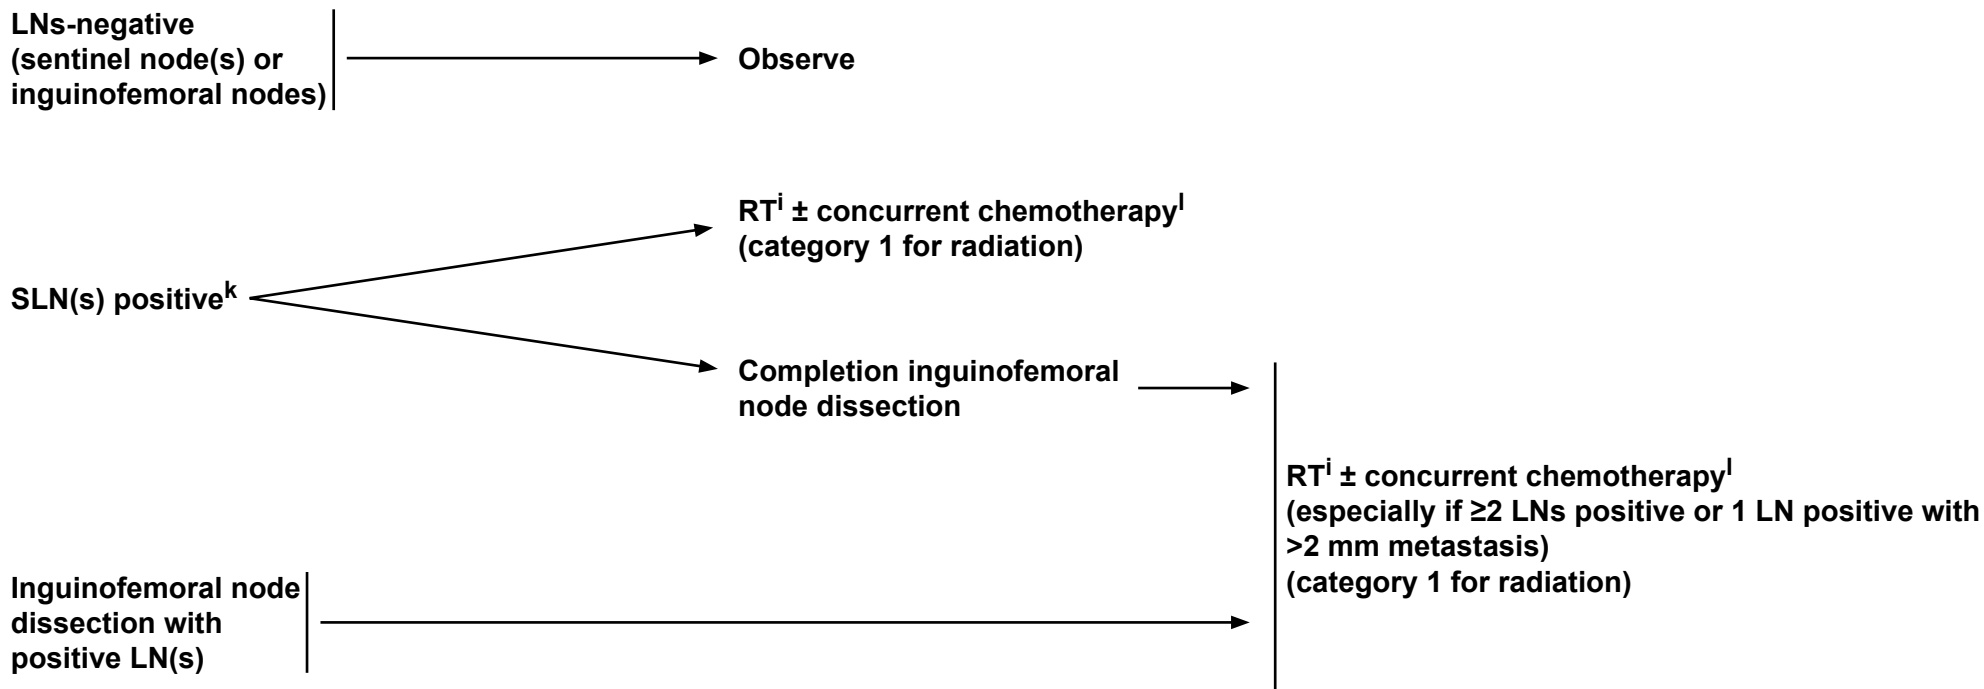 LNs-negative
(sentinel node(s) or
inguinofemoral nodes)
Observe
RTⁱ ± concurrent chemotherapyˡ
(category 1 for radiation)
SLN(s) positiveᵏ
Completion inguinofemoral
node dissection
RTⁱ ± concurrent chemotherapyˡ
(especially if ≥2 LNs positive or 1 LN positive with
>2 mm metastasis)
(category 1 for radiation)
Inguinofemoral node
dissection with
positive LN(s)